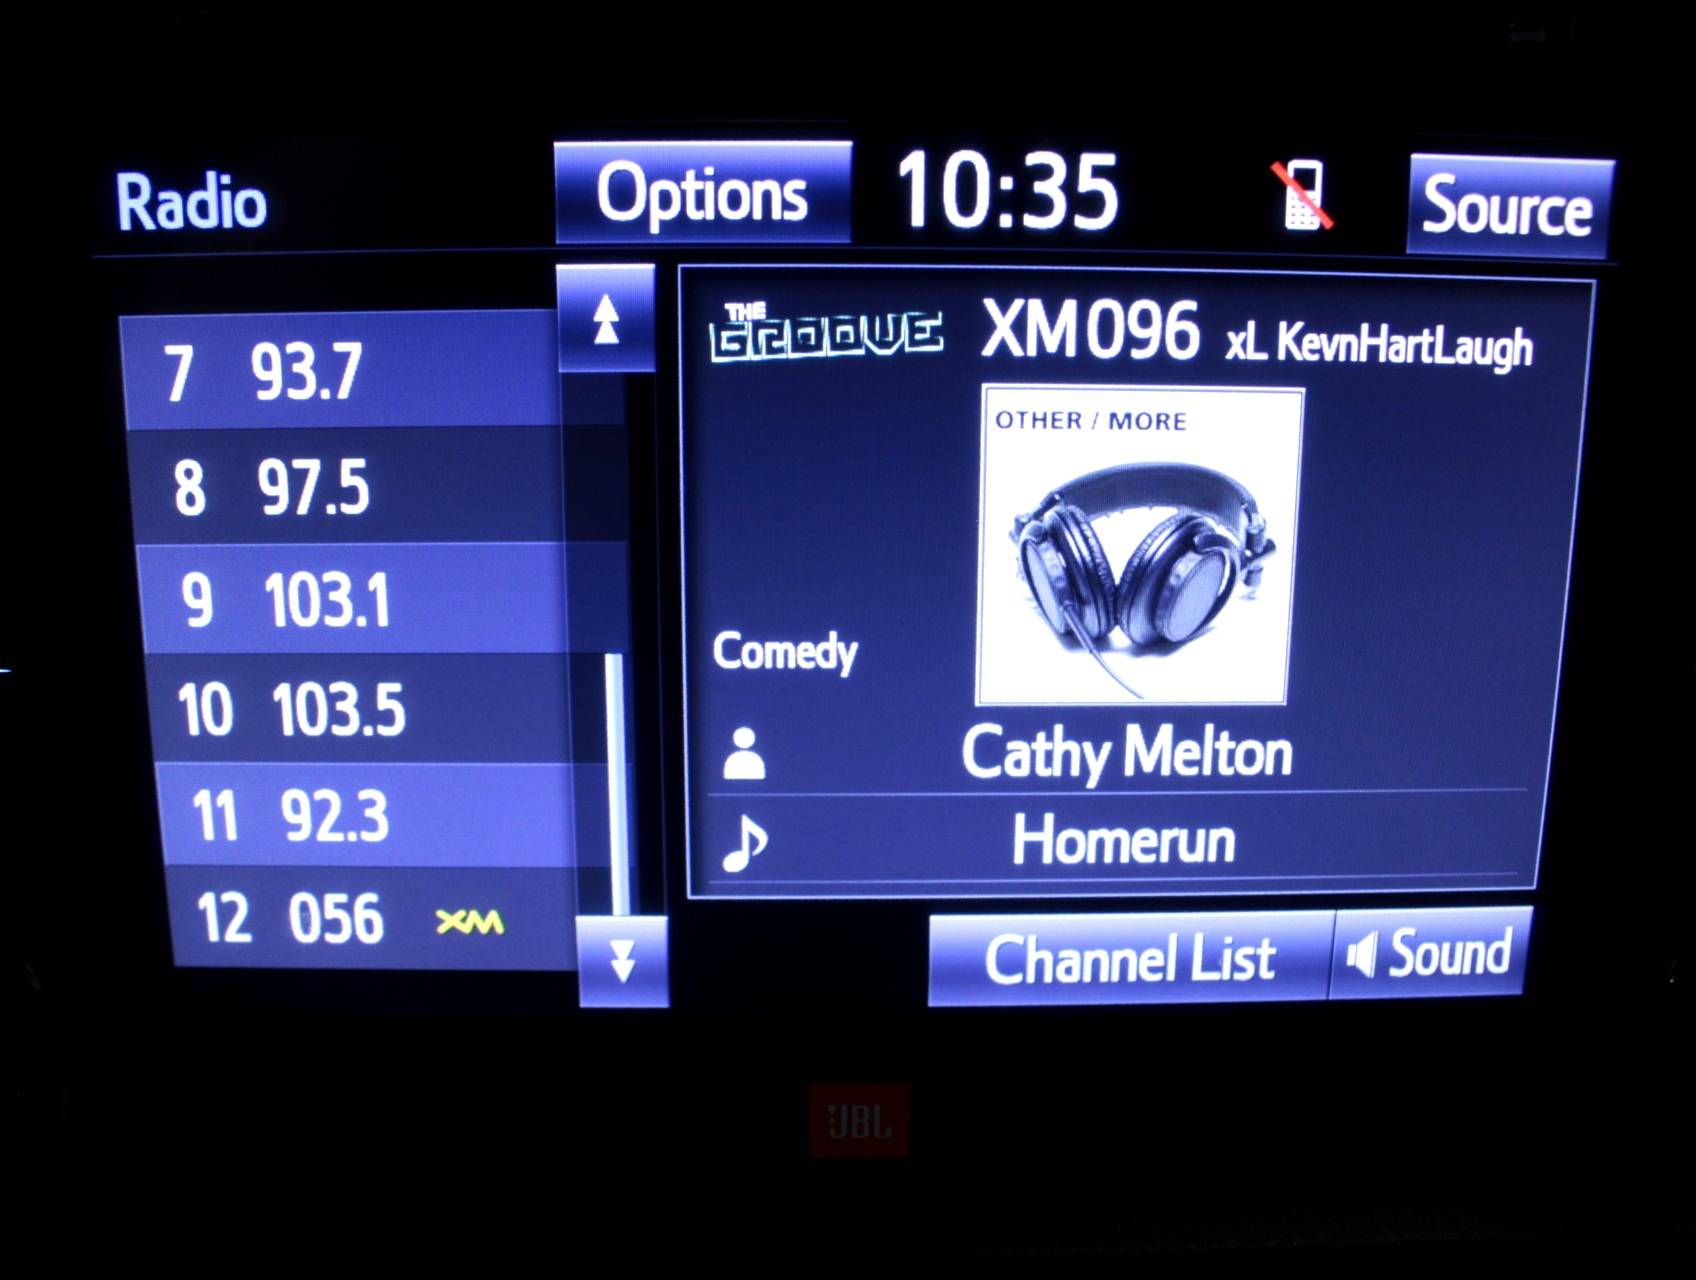 Radio
Options
10:35
Source
7 93.7
8 97.5
9 103.1
10 103.5
11 92.3
12 056 XM
THE GROOVE
XM096 xL KevnHartLaugh
OTHER / MORE
Comedy
Cathy Melton
Homerun
Channel List
Sound
JBL